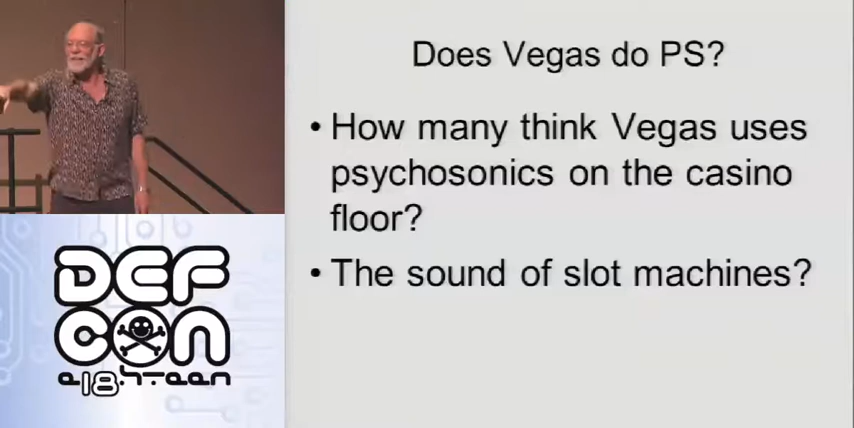 Does Vegas do PS?
• How many think Vegas uses
psychosonics on the casino
floor?
• The sound of slot machines?
DEF
CON
e18hteen